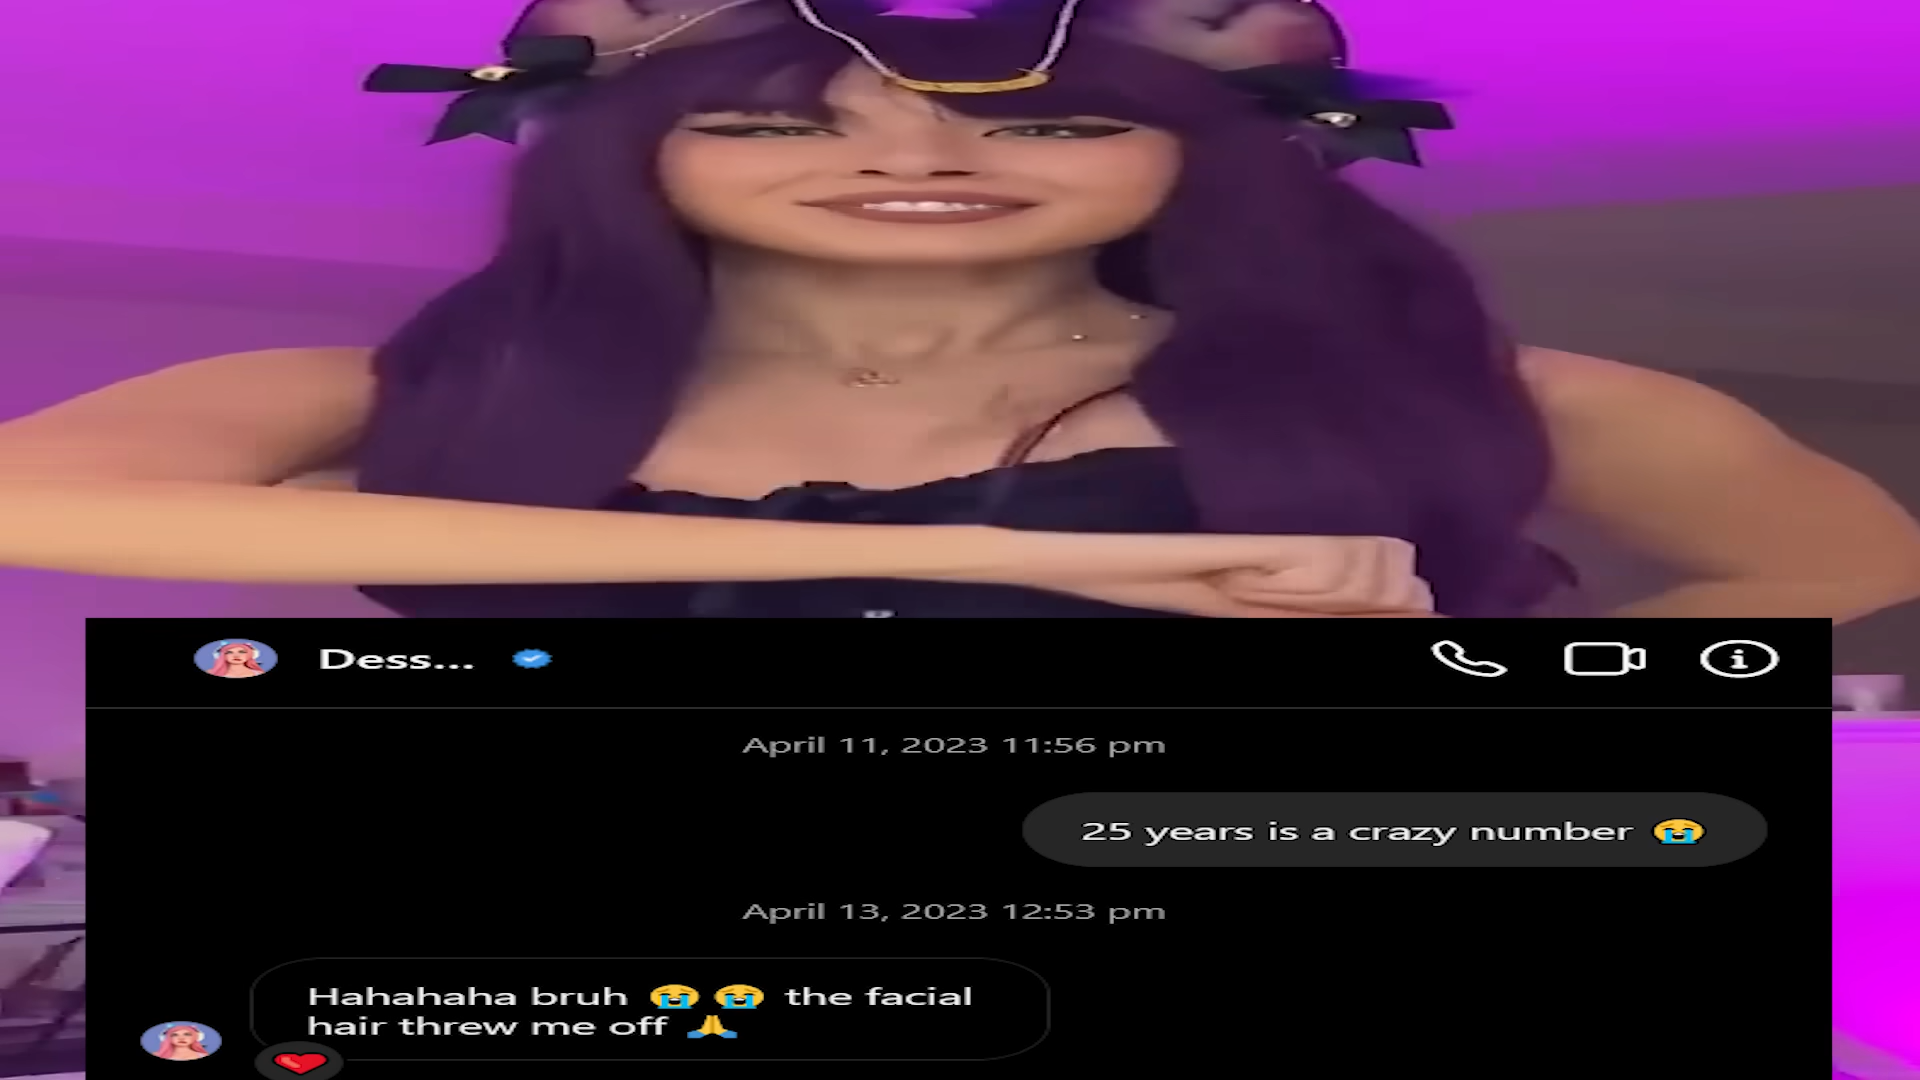 Dess...
April 11, 2023 11:56 pm
25 years is a crazy number 😭
April 13, 2023 12:53 pm
Hahahaha bruh 😭😭 the facial
hair threw me off 🙏